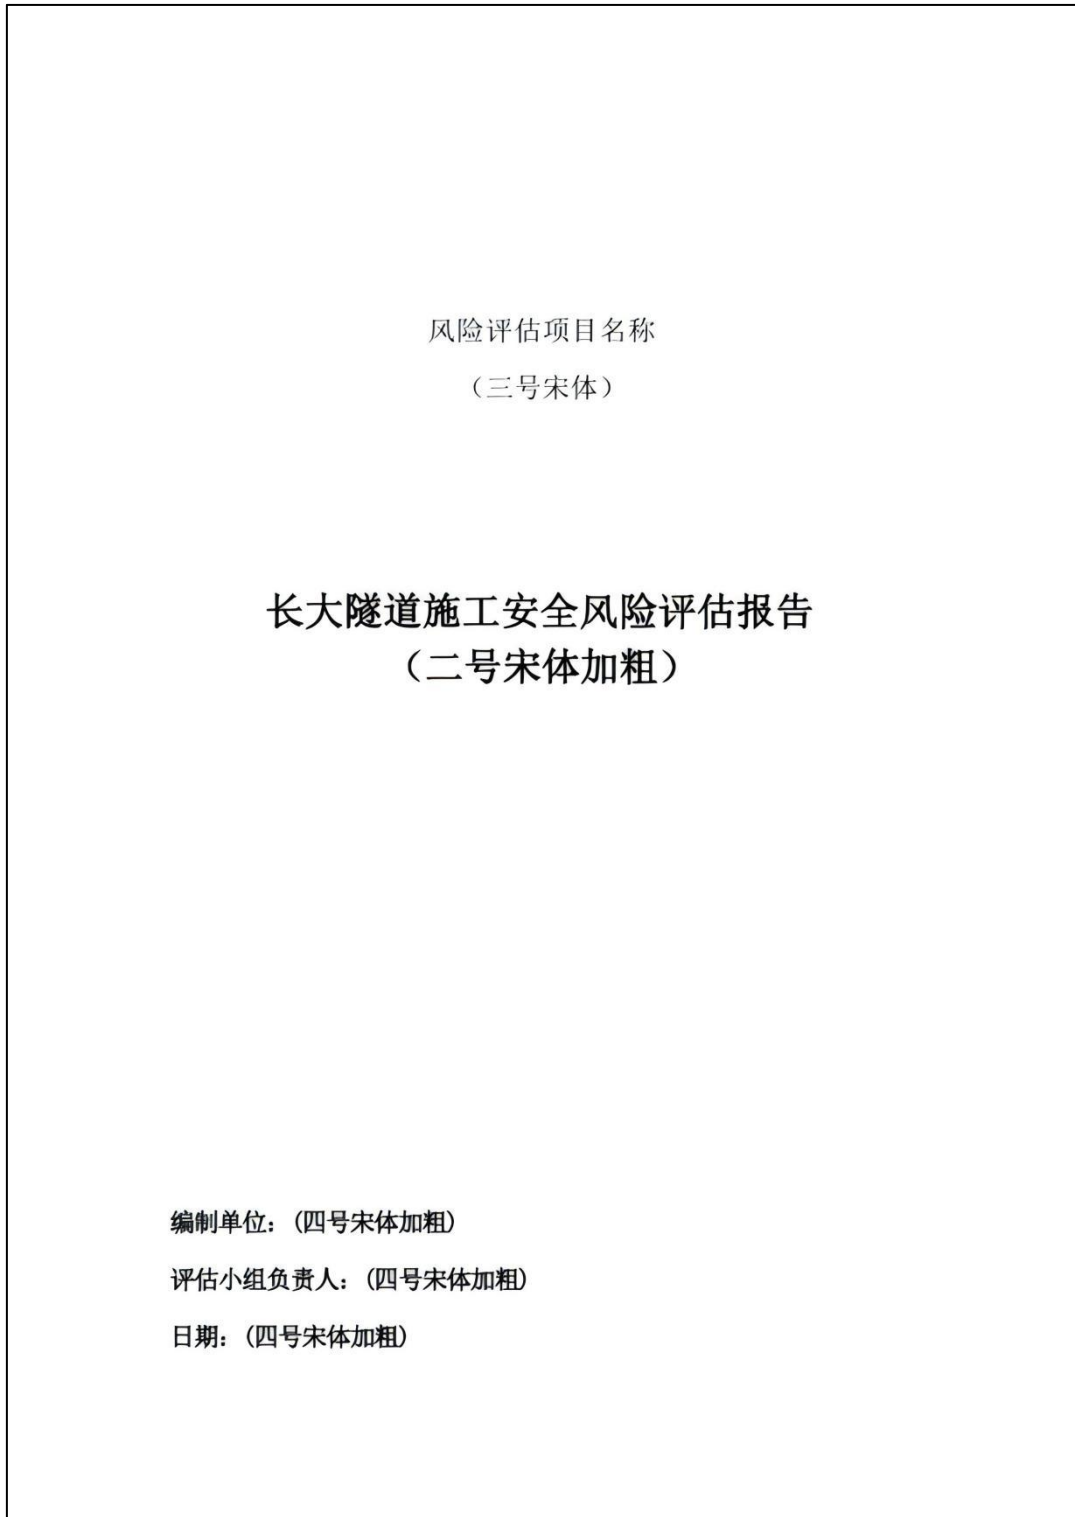 风险评估项目名称
（三号宋体）
长大隧道施工安全风险评估报告
（二号宋体加粗）
编制单位：(四号宋体加粗)
评估小组负责人：(四号宋体加粗)
日期：(四号宋体加粗)